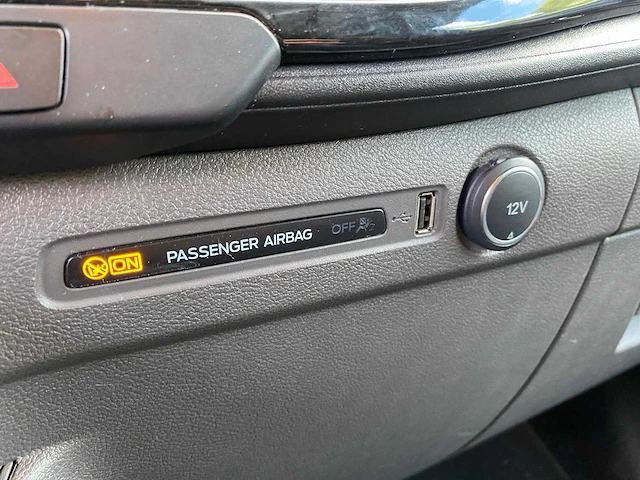 ON PASSENGER AIRBAG OFF
12V